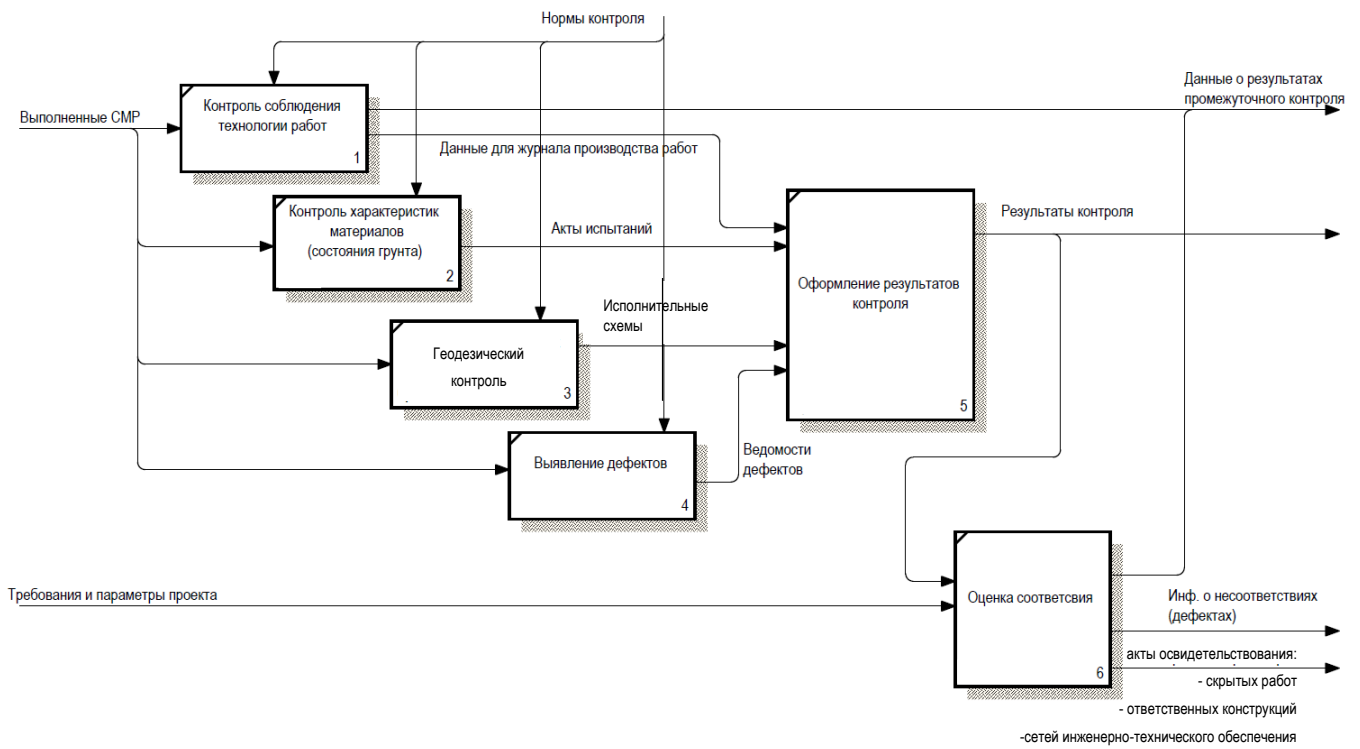 Нормы контроля
Данные о результатах
промежуточного контроля
Выполненные СМР
Контроль соблюдения
технологии работ
1
Данные для журнала производства работ
Контроль характеристик
материалов
(состояния грунта)
2
Акты испытаний
Результаты контроля
Оформление результатов
контроля
5
Исполнительные
схемы
Геодезический
контроль
3
Выявление дефектов
4
Ведомости
дефектов
Требования и параметры проекта
Оценка соответсвия
6
Инф. о несоответствиях
(дефектах)
акты освидетельствования:
- скрытых работ
- ответственных конструкций
-сетей инженерно-технического обеспечения